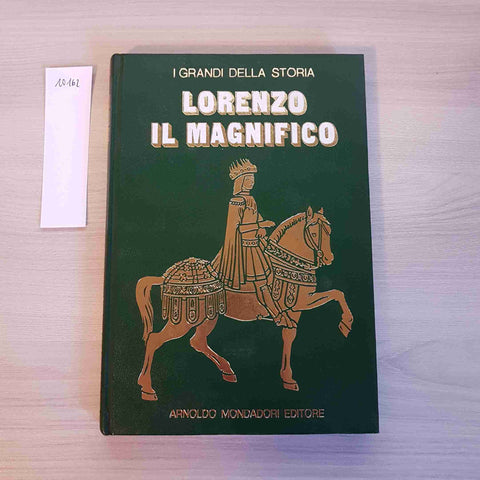 10162
I GRANDI DELLA STORIA
LORENZO
IL MAGNIFICO
ARNOLDO MONDADORI EDITORE